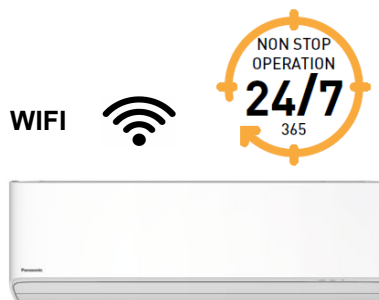 NON STOP
OPERATION
24/7
365
WIFI
Panasonic